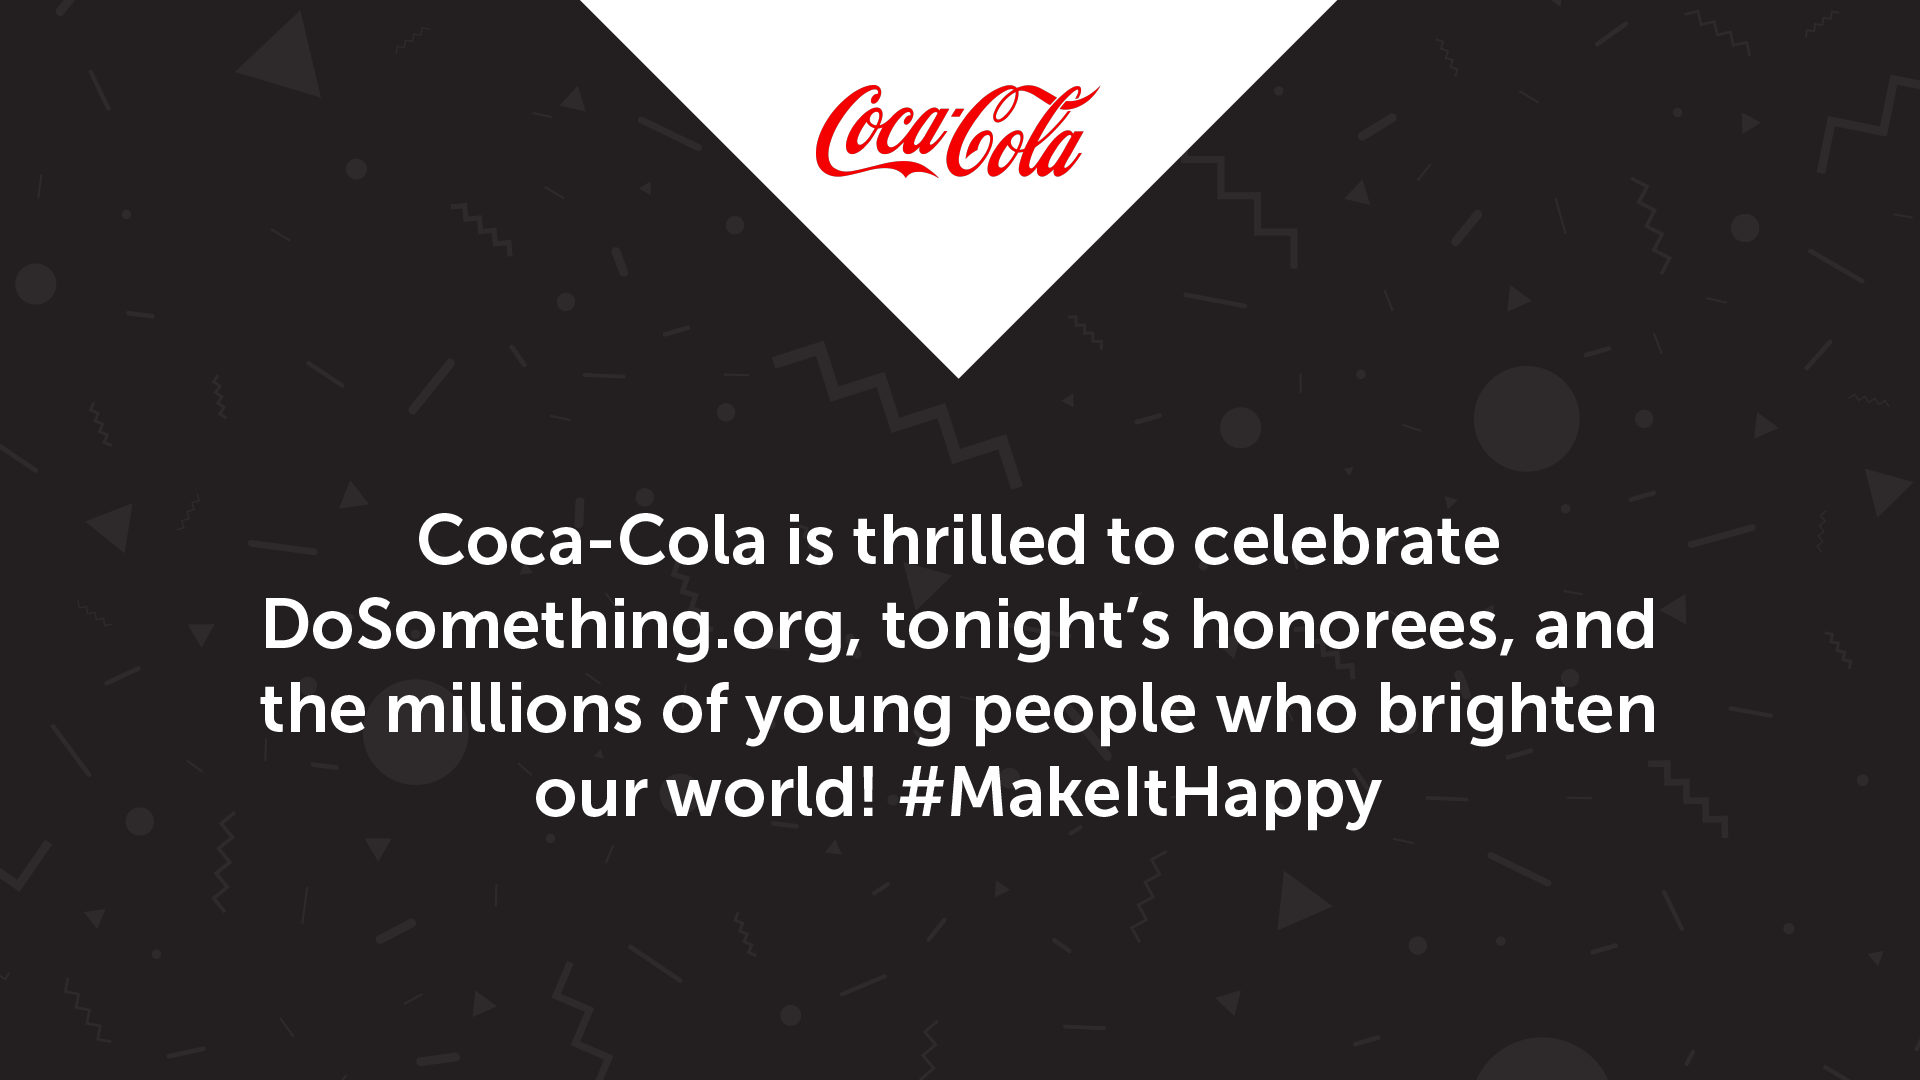 Coca-Cola
Coca-Cola is thrilled to celebrate
DoSomething.org, tonight’s honorees, and
the millions of young people who brighten
our world! #MakeItHappy